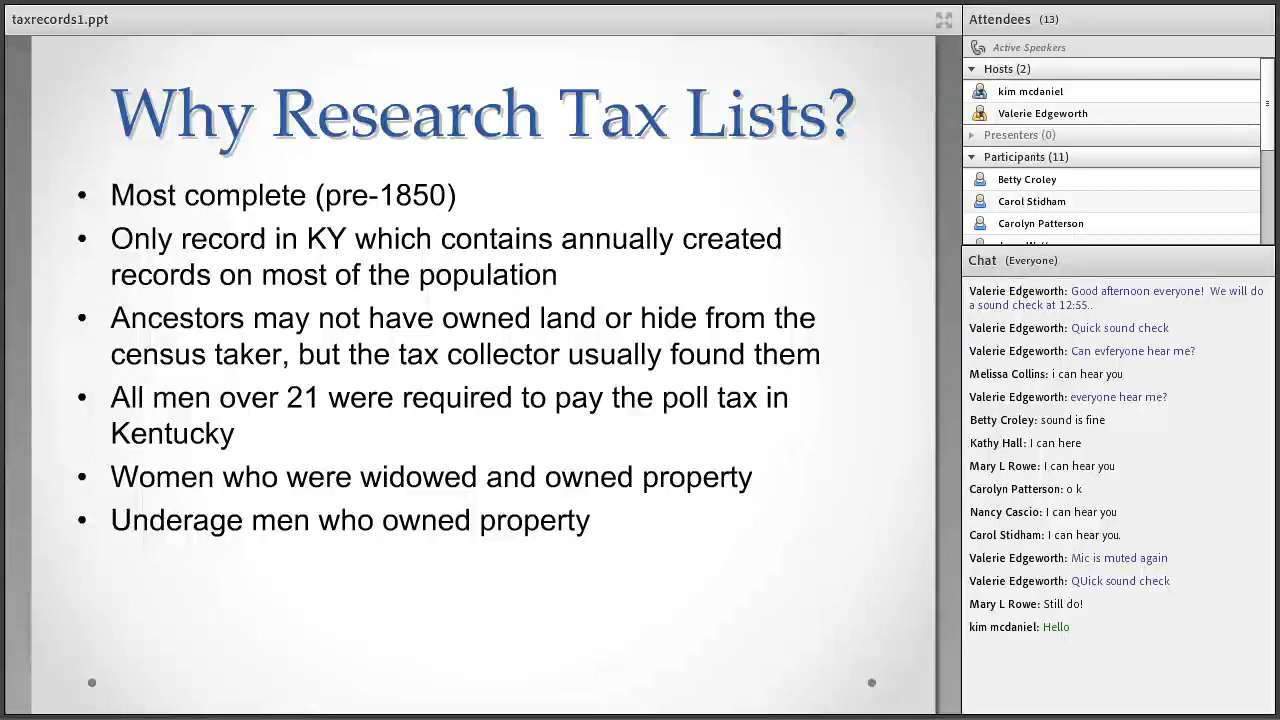 taxrecords1.ppt
Why Research Tax Lists?
• Most complete (pre-1850)
• Only record in KY which contains annually created
records on most of the population
• Ancestors may not have owned land or hide from the
census taker, but the tax collector usually found them
• All men over 21 were required to pay the poll tax in
Kentucky
• Women who were widowed and owned property
• Underage men who owned property
Attendees (13)
Active Speakers
Hosts (2)
kim mcdaniel
Valerie Edgeworth
Presenters (0)
Participants (11)
Betty Croley
Carol Stidham
Carolyn Patterson
Chat (Everyone)
Valerie Edgeworth: Good afternoon everyone! We will do
a sound check at 12:55..
Valerie Edgeworth: Quick sound check
Valerie Edgeworth: Can evferyone hear me?
Melissa Collins: i can hear you
Valerie Edgeworth: everyone hear me?
Betty Croley: sound is fine
Kathy Hall: I can here
Mary L Rowe: I can hear you
Carolyn Patterson: o k
Nancy Cascio: I can hear you
Carol Stidham: I can hear you.
Valerie Edgeworth: Mic is muted again
Valerie Edgeworth: QUick sound check
Mary L Rowe: Still do!
kim mcdaniel: Hello